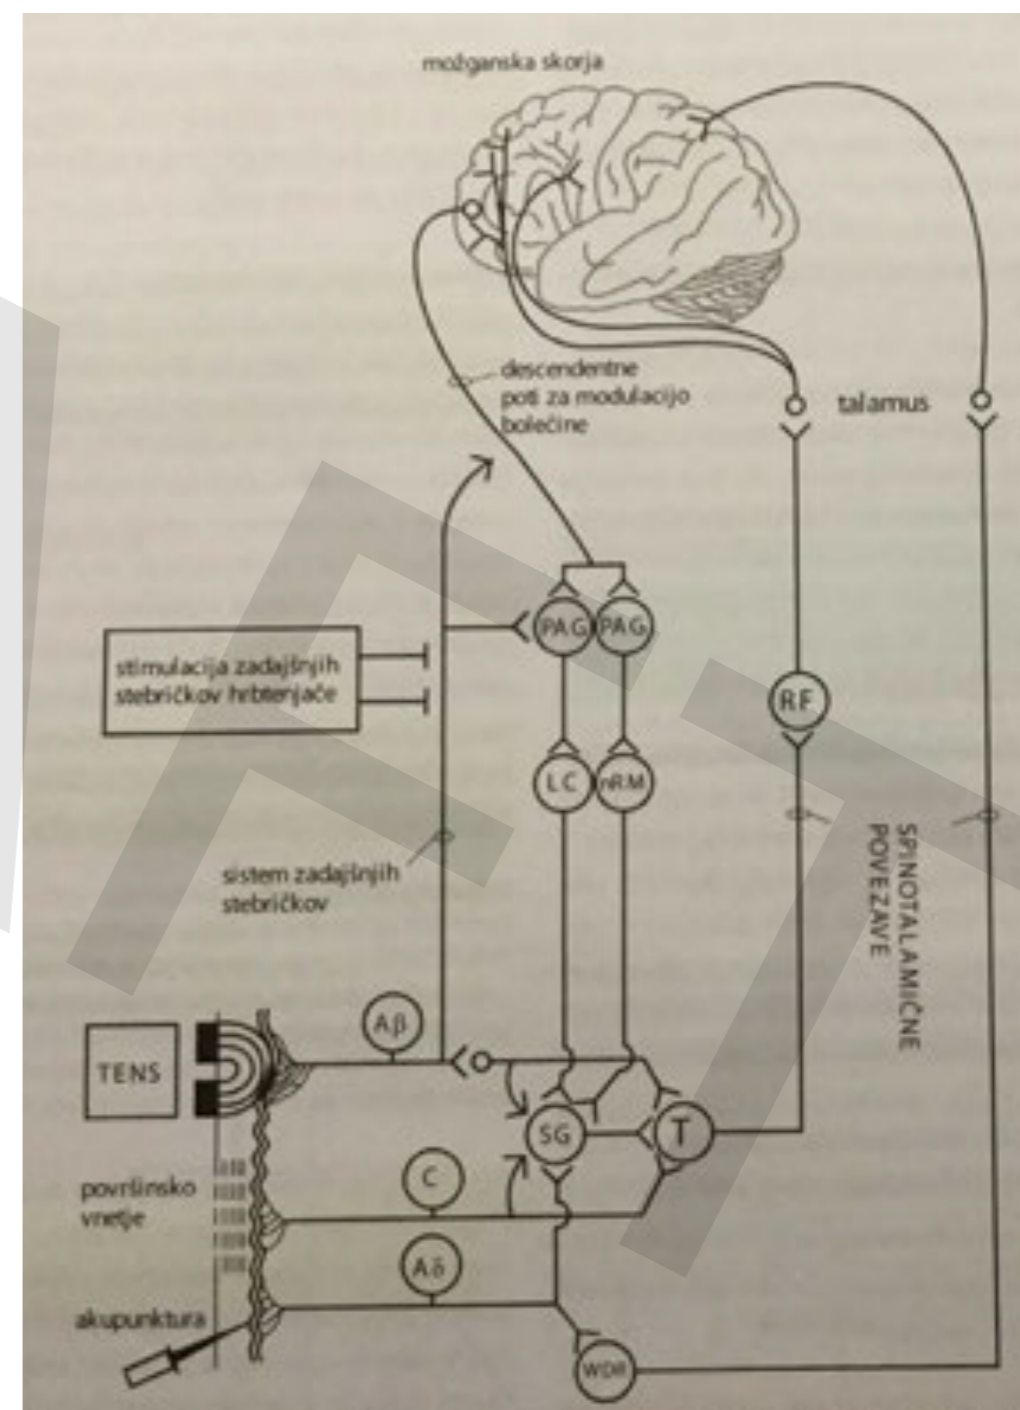 možganska skorja
descendentne
poti za modulacijo
bolečine
talamus
PAG
PAG
stimulacija zadajšnjih
stebričkov hrbtenjače
RF
LC
nRM
SPINOTALAMIČNE
POVEZAVE
sistem zadajšnjih
stebričkov
Aβ
TENS
SG
T
C
površinsko
vnetje
Aδ
akupunktura
WDR